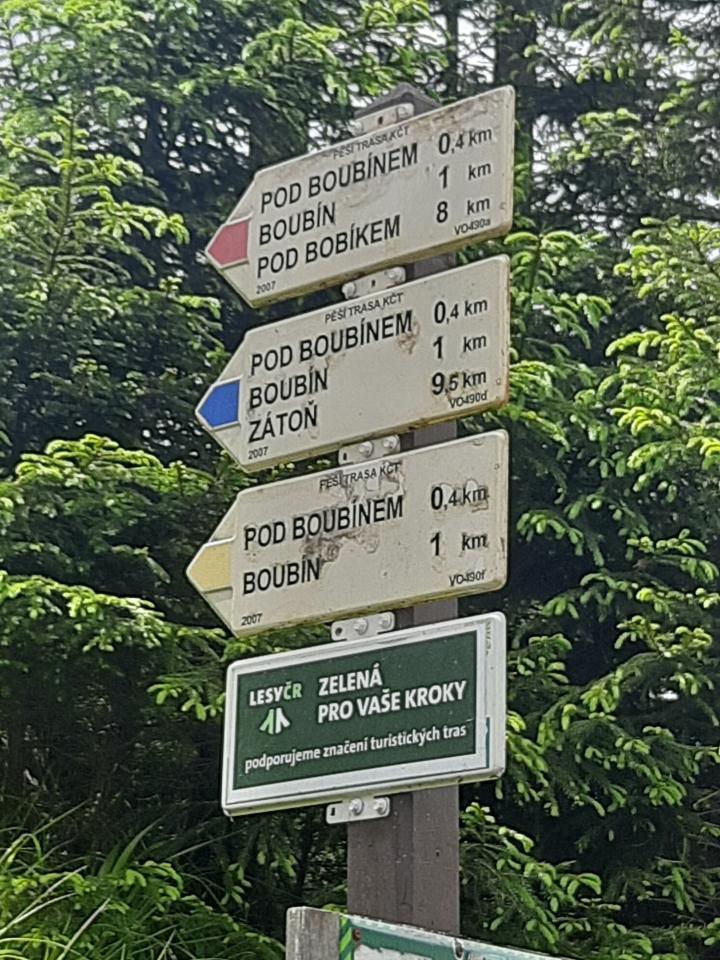 PĚŠÍ TRASA KČT
POD BOUBÍNEM 0,4 km
BOUBÍN 1 km
POD BOBÍKEM 8 km
2007 VO490a
PĚŠÍ TRASA KČT
POD BOUBÍNEM 0,4 km
BOUBÍN 1 km
ZÁTOŇ 9,5 km
2007 VO490d
PĚŠÍ TRASA KČT
POD BOUBÍNEM 0,4 km
BOUBÍN 1 km
2007 VO490f
LESY ČR ZELENÁ
PRO VAŠE KROKY
podporujeme značení turistických tras